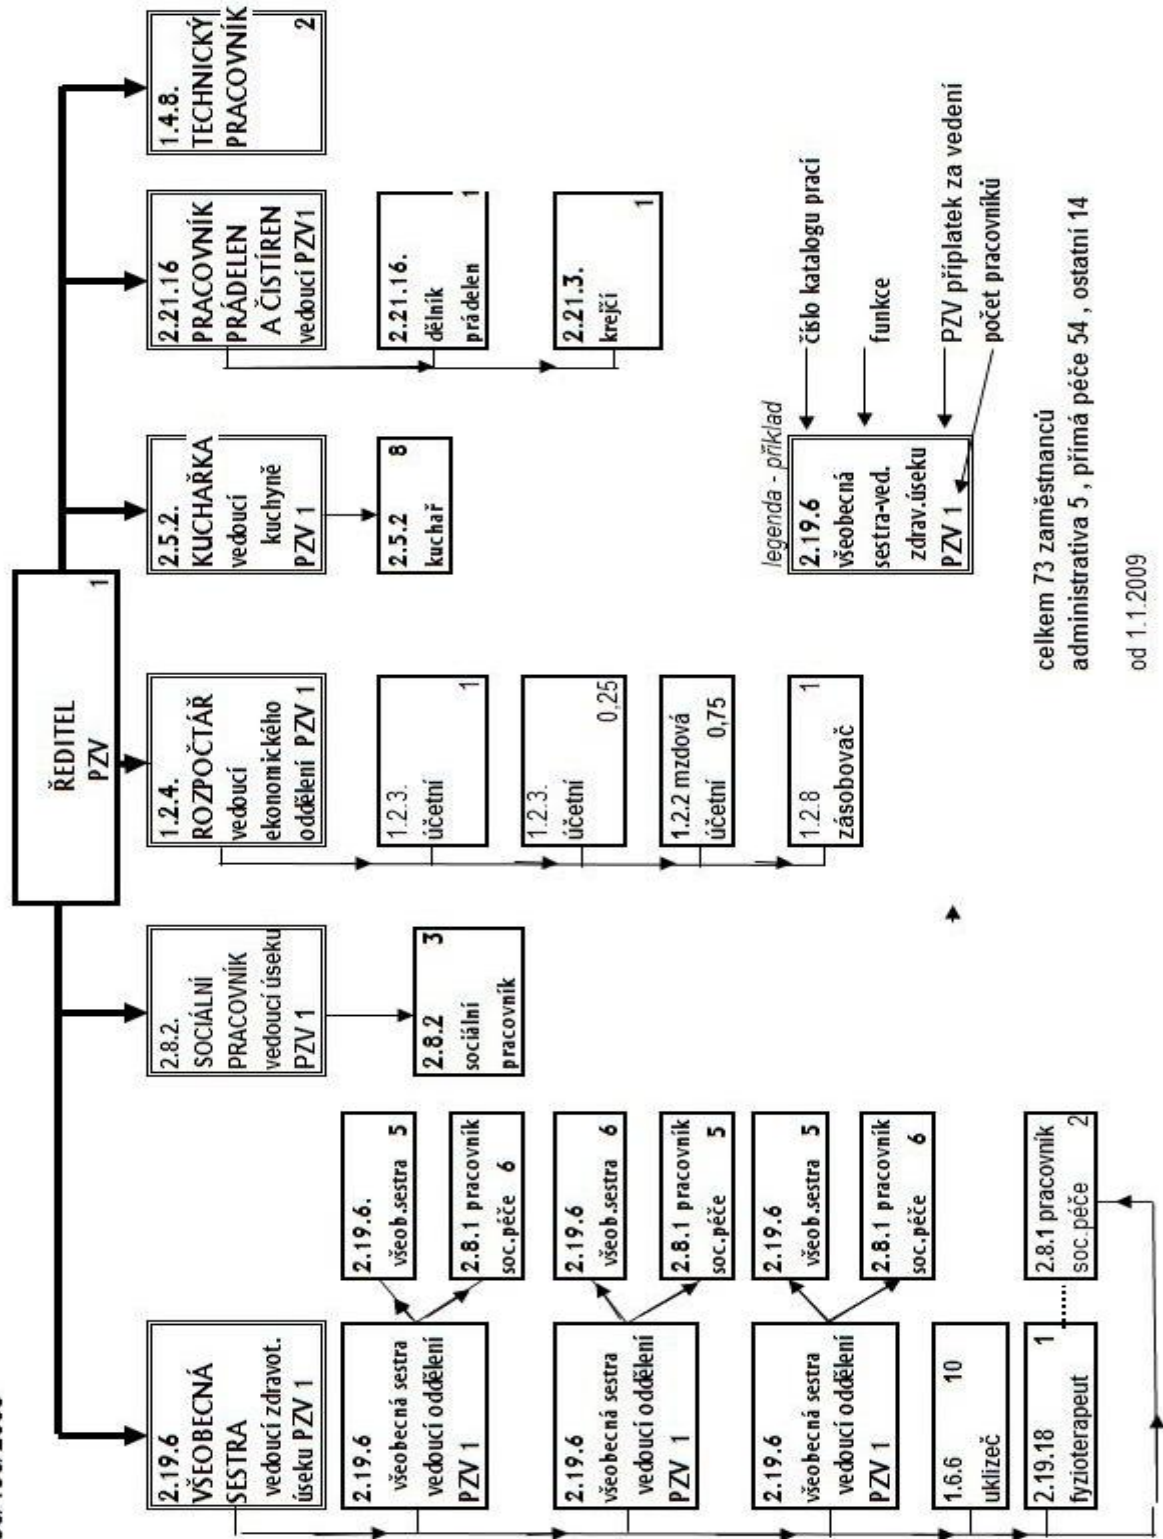 ŘEDITEL
PZV
1
2.19.6
VŠEOBECNÁ
SESTRA
vedoucí zdravot.
úseku PZV 1
2.19.6
všeobecná sestra
vedoucí oddělení
PZV 1
2.19.6.
všeob.sestra 5
2.8.1 pracovník
soc.péče 6
2.19.6
všeobecná sestra
vedoucí oddělení
PZV 1
2.19.6
všeob.sestra 6
2.8.1 pracovník
soc.péče 5
2.19.6
všeobecná sestra
vedoucí oddělení
PZV 1
2.19.6
všeob.sestra 5
2.8.1 pracovník
soc.péče 6
1.6.6 10
uklízeč
2.19.18 1
fyzioterapeut
2.8.1 pracovník
soc.péče 2
2.8.2.
SOCIÁLNÍ
PRACOVNÍK
vedoucí úseku
PZV 1
2.8.2 3
sociální
pracovník
1.2.4.
ROZPOČTÁŘ
vedoucí
ekonomického
oddělení PZV 1
1.2.3.
účetní 1
1.2.3.
účetní 0,25
1.2.2 mzdová
účetní 0,75
1.2.8 1
zásobovač
2.5.2.
KUCHAŘKA
vedoucí
kuchyně
PZV 1
2.5.2 8
kuchař
2.21.16
PRACOVNÍK
PRÁDELEN
A ČISTÍREN
vedoucí PZV1
2.21.16.
dělník
prádelen 1
2.21.3.
krejčí 1
1.4.8.
TECHNICKÝ
PRACOVNÍK
2
legenda - příklad
2.19.6
všeobecná
sestra-ved.
zdrav.úseku
PZV 1
číslo katalogu prací
funkce
PZV příplatek za vedení
počet pracovníků
celkem 73 zaměstnanců
administrativa 5 , přímá péče 54 , ostatní 14
od 1.1.2009